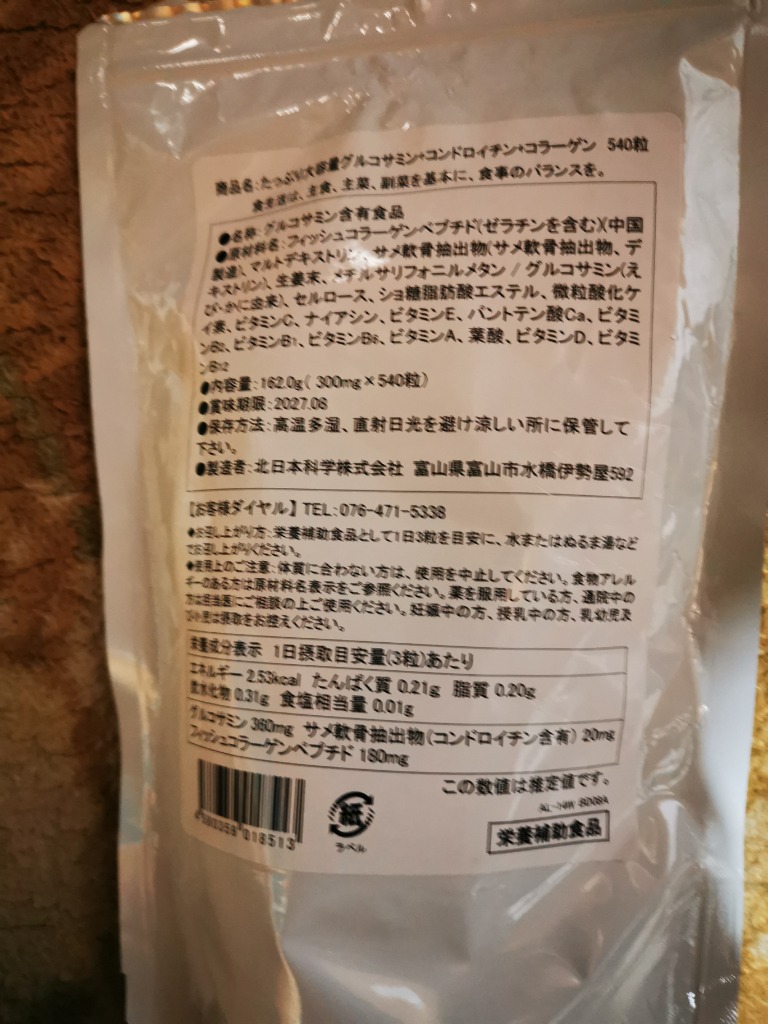 商品名：たっぷり大容量グルコサミン+コンドロイチン+コラーゲン 540粒
食生活は、主食、主菜、副菜を基本に、食事のバランスを。
●名称：グルコサミン含有食品
●原材料名：フィッシュコラーゲンペプチド(ゼラチンを含む)(中国
製造)、マルトデキストリン、サメ軟骨抽出物(サメ軟骨抽出物、デ
キストリン)、生姜末、メチルサリフォニルメタン / グルコサミン(え
び・かに由来)、セルロース、ショ糖脂肪酸エステル、微粒酸化ケ
イ素、ビタミンC、ナイアシン、ビタミンE、パントテン酸Ca、ビタミ
ンB2、ビタミンB1、ビタミンB6、ビタミンA、葉酸、ビタミンD、ビタミ
ンB12
●内容量：162.0g( 300mg×540粒)
●賞味期限：2027.08
●保存方法：高温多湿、直射日光を避け涼しい所に保管して
下さい。
●製造者：北日本科学株式会社 富山県富山市水橋伊勢屋592
【お客様ダイヤル】TEL：076-471-5338
◆お召し上がり方：栄養補助食品として1日3粒を目安に、水またはぬるま湯など
でお召し上がりください。
◆使用上のご注意：体質に合わない方は、使用を中止してください。食物アレル
ギーのある方は原材料名表示をご参照ください。薬を服用している方、通院中の
方は担当医にご相談の上ご使用ください。妊娠中の方、授乳中の方、乳幼児及
び小児は摂取をお控えください。
栄養成分表示 1日摂取目安量(3粒)あたり
エネルギー 2.53kcal たんぱく質 0.21g 脂質 0.20g
炭水化物 0.31g 食塩相当量 0.01g
グルコサミン 360mg サメ軟骨抽出物(コンドロイチン含有) 20mg
フィッシュコラーゲンペプチド 180mg
この数値は推定値です。
紙
ラベル
栄養補助食品